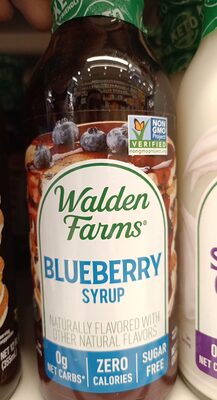 NON
GMO
Project
VERIFIED
nongmoproject.org
Walden
Farms®
BLUEBERRY
SYRUP
NATURALLY FLAVORED WITH
OTHER NATURAL FLAVORS
0g
NET CARBS*
ZERO
CALORIES
SUGAR
FREE